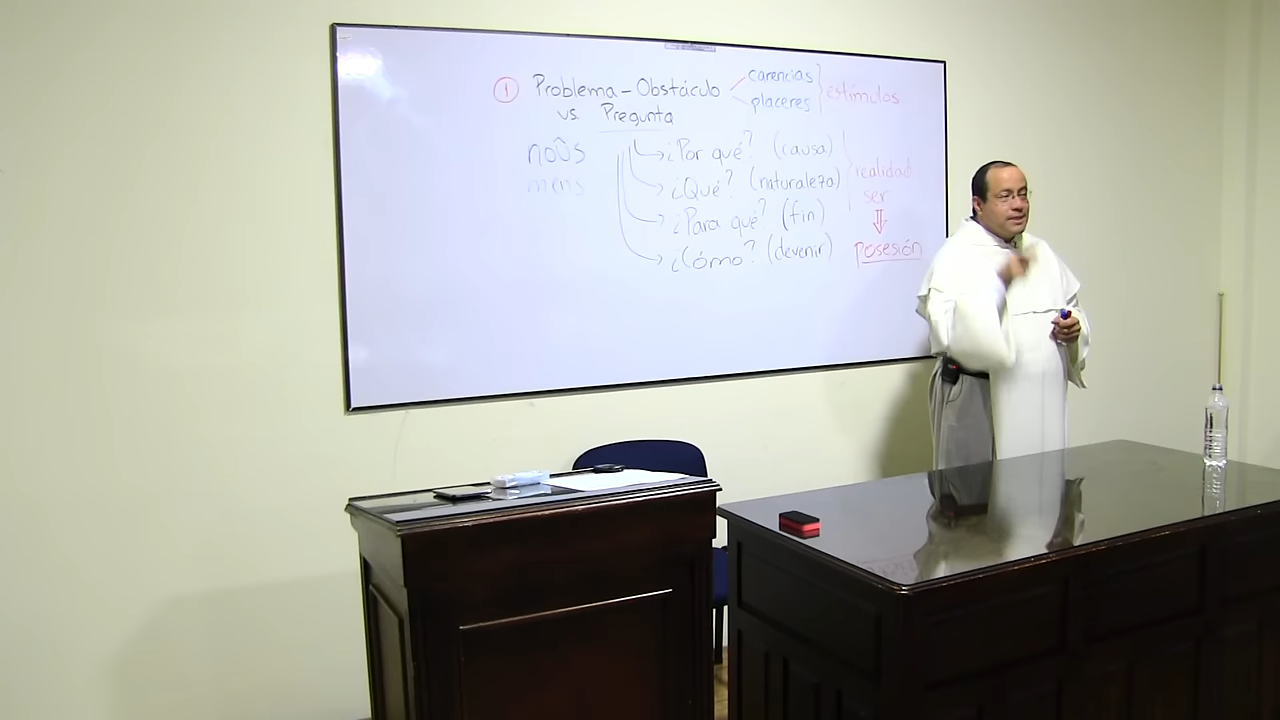 ① Problema - Obstáculo carencias placeres } estímulos
vs. Pregunta
noûs
mens
¿Por qué? (causa)
¿Qué? (naturaleza)
¿Para qué? (fin)
¿Cómo? (devenir)
realidad
ser
⇓
posesión